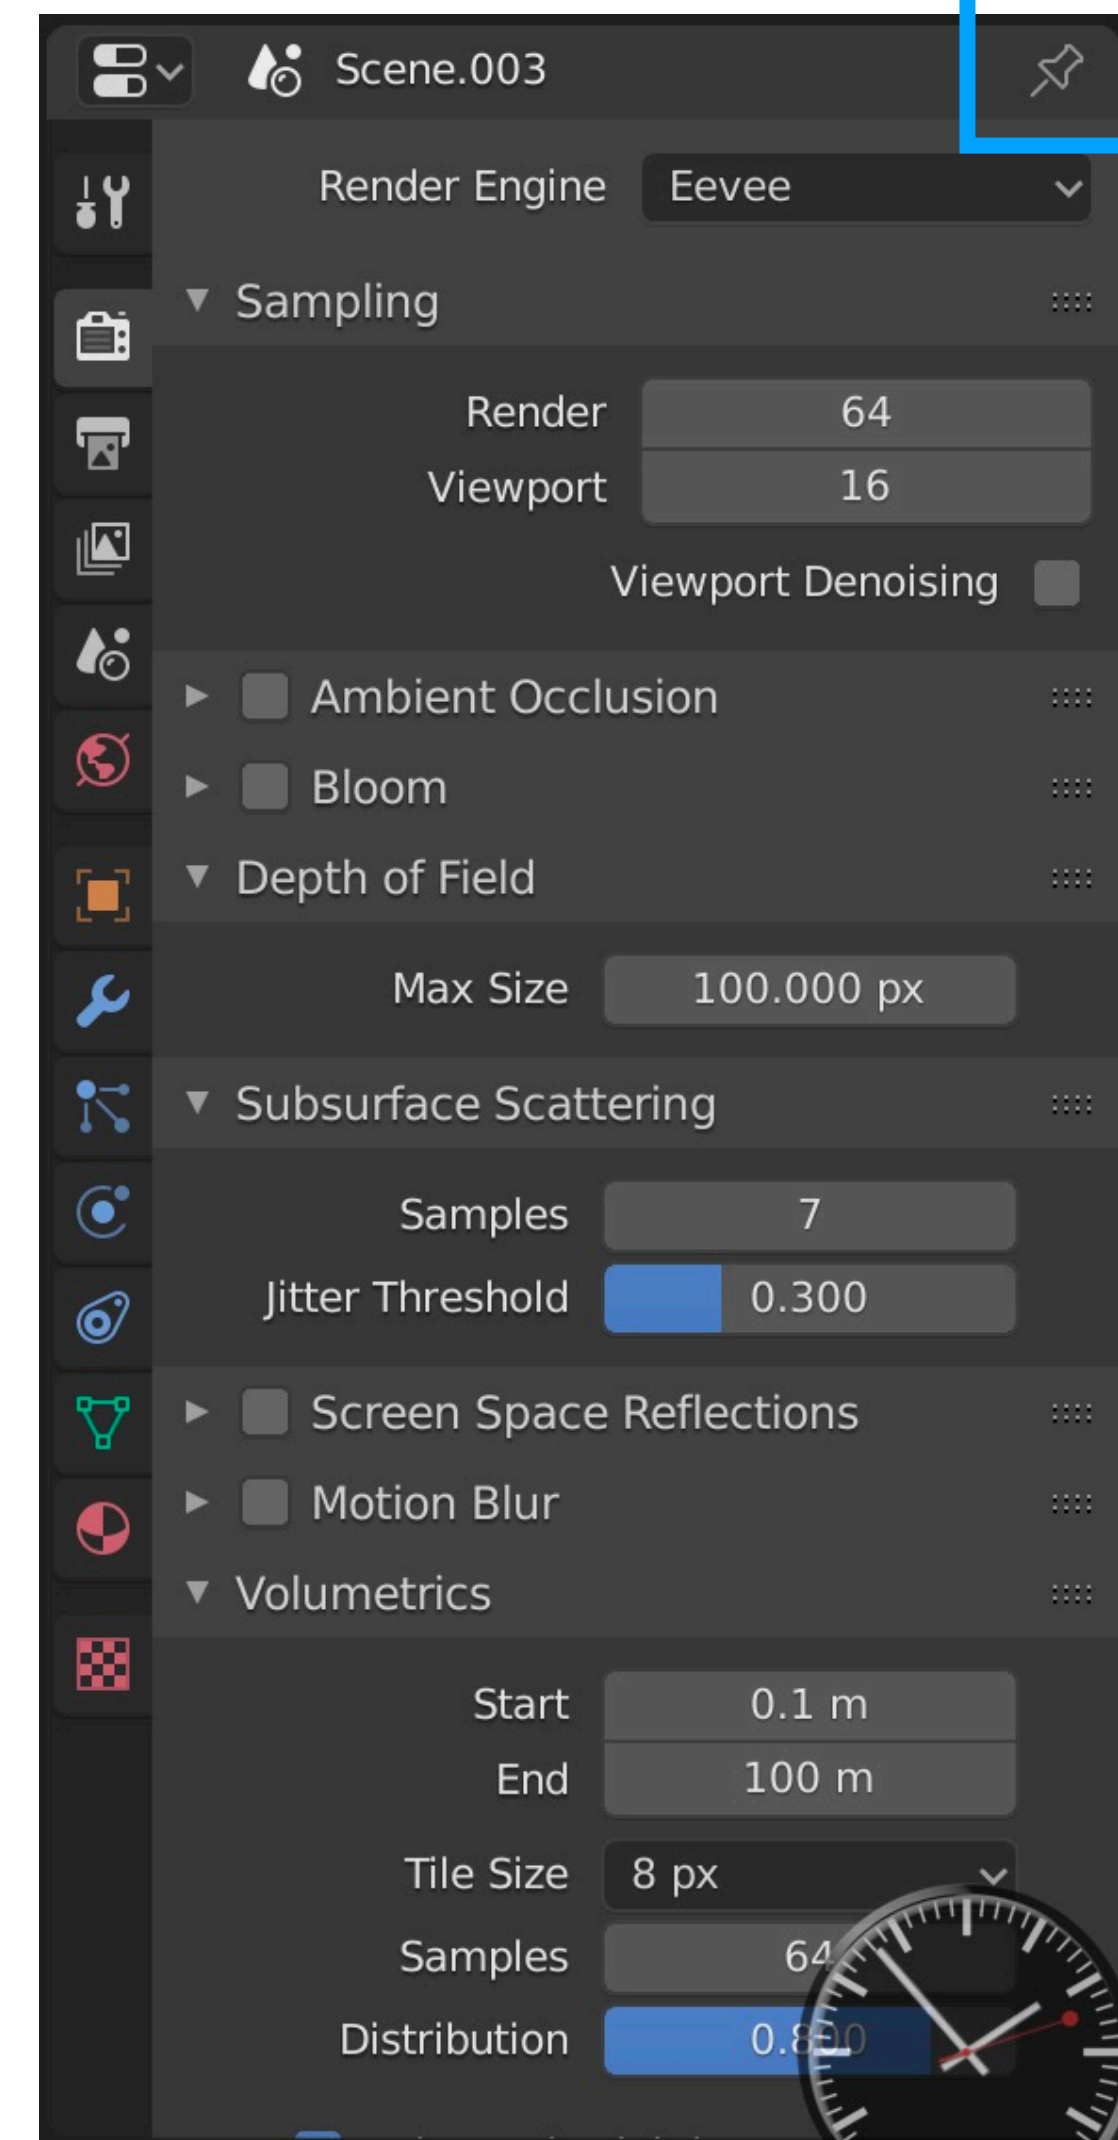 Scene.003
Render Engine Eevee
Sampling
Render 64
Viewport 16
Viewport Denoising
Ambient Occlusion
Bloom
Depth of Field
Max Size 100.000 px
Subsurface Scattering
Samples 7
Jitter Threshold 0.300
Screen Space Reflections
Motion Blur
Volumetrics
Start 0.1 m
End 100 m
Tile Size 8 px
Samples 64
Distribution 0.800